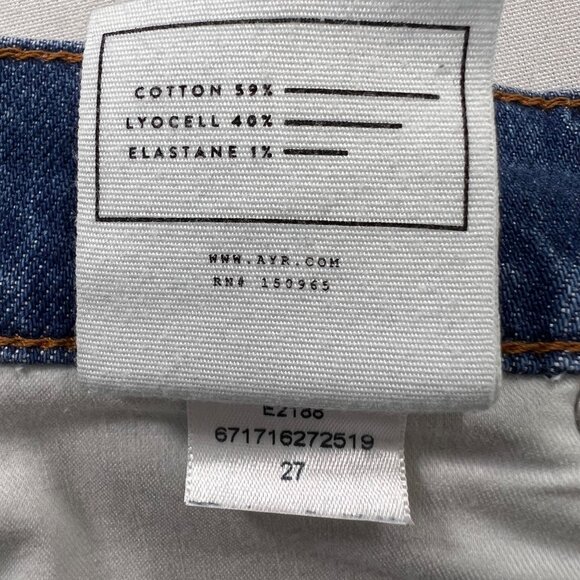 COTTON 59%
LYOCELL 40%
ELASTANE 1%
WWW.AYR.COM
RN# 150965
E2188
671716272519
27